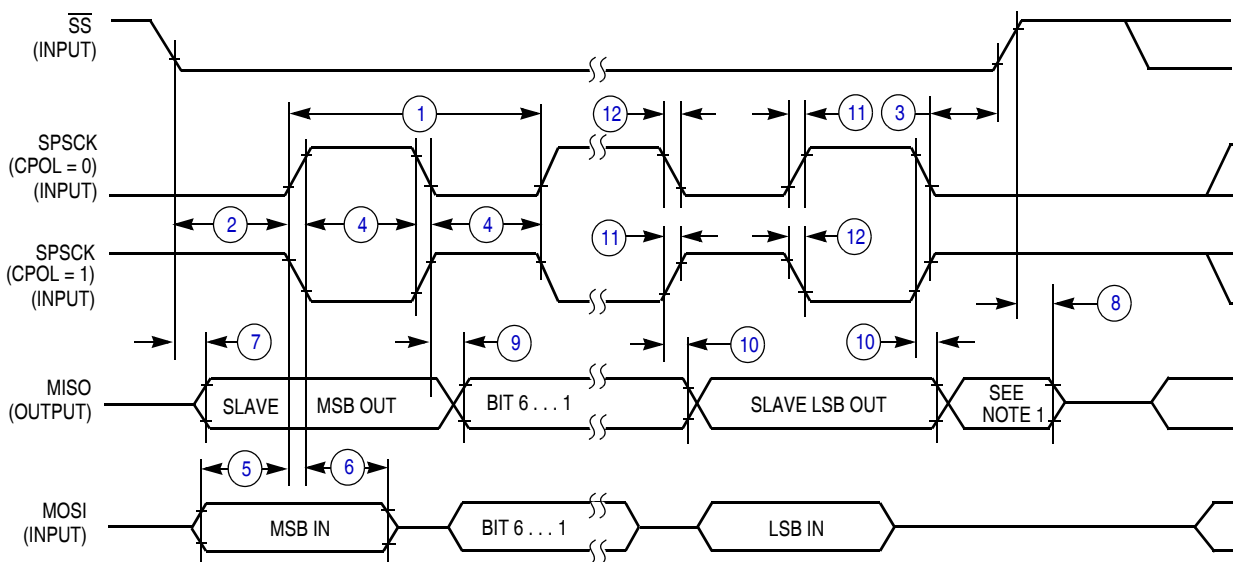 SS
(INPUT)
1
12
11
3
SPSCK
(CPOL = 0)
(INPUT)
2
4
4
11
12
SPSCK
(CPOL = 1)
(INPUT)
8
7
9
10
10
MISO
(OUTPUT)
SLAVE
MSB OUT
BIT 6 . . . 1
SLAVE LSB OUT
SEE
NOTE 1
5
6
MOSI
(INPUT)
MSB IN
BIT 6 . . . 1
LSB IN